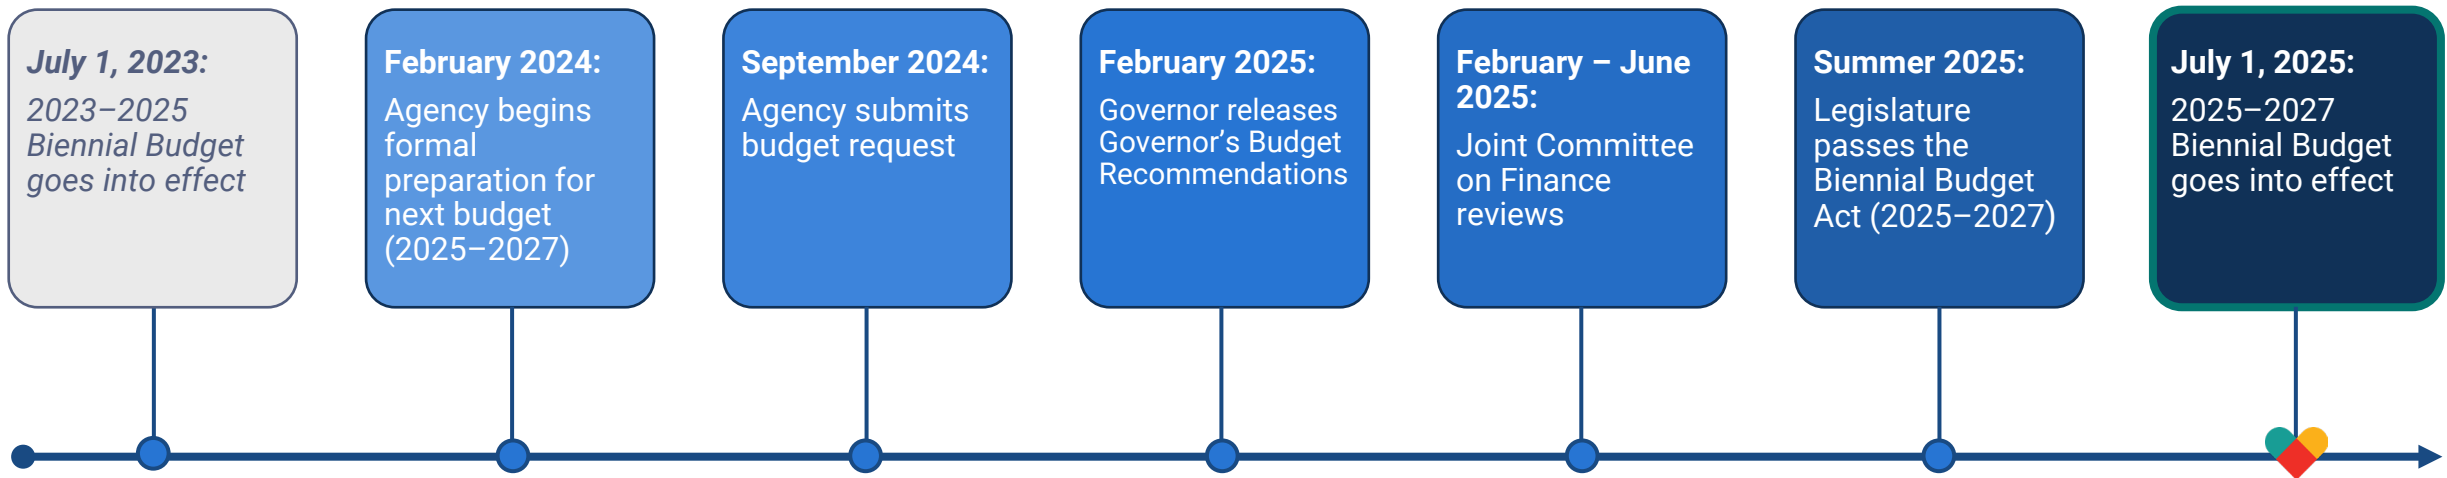 July 1, 2023:
2023–2025
Biennial Budget
goes into effect
February 2024:
Agency begins
formal
preparation for
next budget
(2025–2027)
September 2024:
Agency submits
budget request
February 2025:
Governor releases
Governor’s Budget
Recommendations
February – June
2025:
Joint Committee
on Finance
reviews
Summer 2025:
Legislature
passes the
Biennial Budget
Act (2025–2027)
July 1, 2025:
2025–2027
Biennial Budget
goes into effect